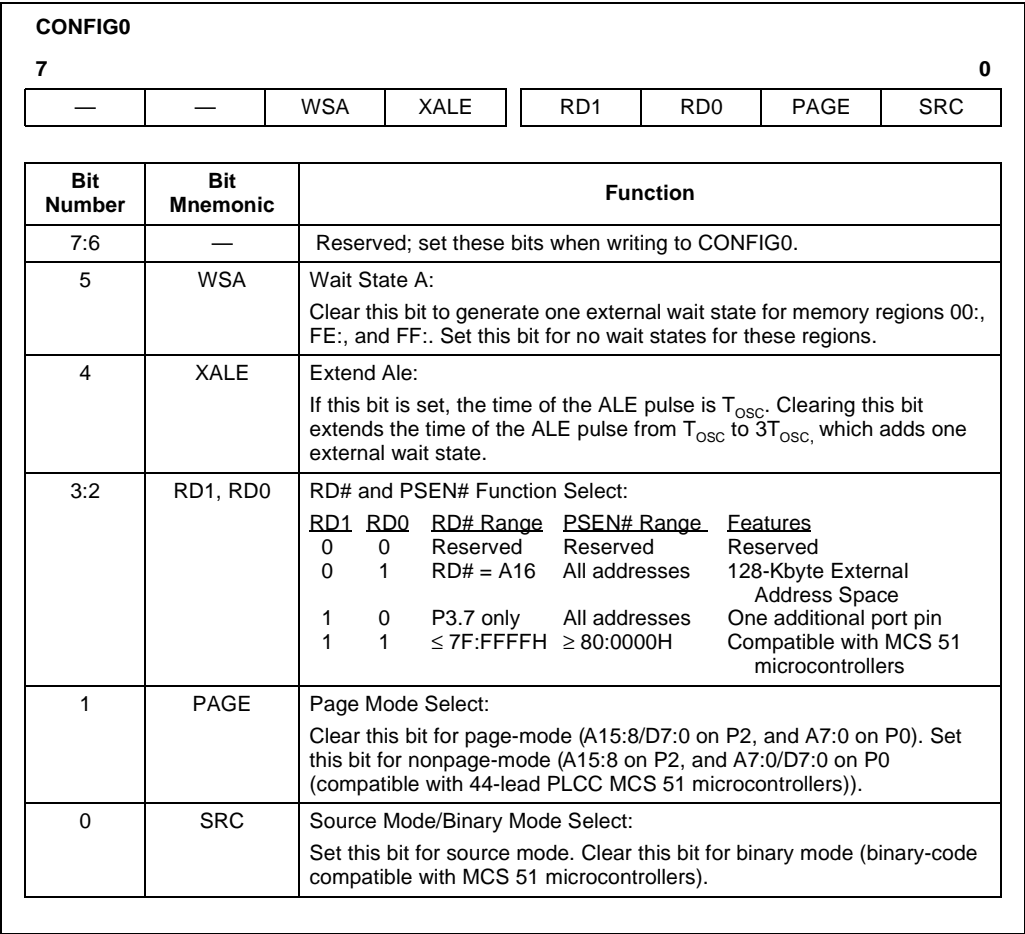 CONFIG0
7 0
— — WSA XALE RD1 RD0 PAGE SRC
Bit Number Bit Mnemonic Function
7:6 — Reserved; set these bits when writing to CONFIG0.
5 WSA Wait State A:
Clear this bit to generate one external wait state for memory regions 00:,
FE:, and FF:. Set this bit for no wait states for these regions.
4 XALE Extend Ale:
If this bit is set, the time of the ALE pulse is TOSC. Clearing this bit
extends the time of the ALE pulse from TOSC to 3TOSC, which adds one
external wait state.
3:2 RD1, RD0 RD# and PSEN# Function Select:
RD1 RD0 RD# Range PSEN# Range Features
0 0 Reserved Reserved Reserved
0 1 RD# = A16 All addresses 128-Kbyte External
Address Space
1 0 P3.7 only All addresses One additional port pin
1 1 ≤ 7F:FFFFH ≥ 80:0000H Compatible with MCS 51
microcontrollers
1 PAGE Page Mode Select:
Clear this bit for page-mode (A15:8/D7:0 on P2, and A7:0 on P0). Set
this bit for nonpage-mode (A15:8 on P2, and A7:0/D7:0 on P0
(compatible with 44-lead PLCC MCS 51 microcontrollers)).
0 SRC Source Mode/Binary Mode Select:
Set this bit for source mode. Clear this bit for binary mode (binary-code
compatible with MCS 51 microcontrollers).